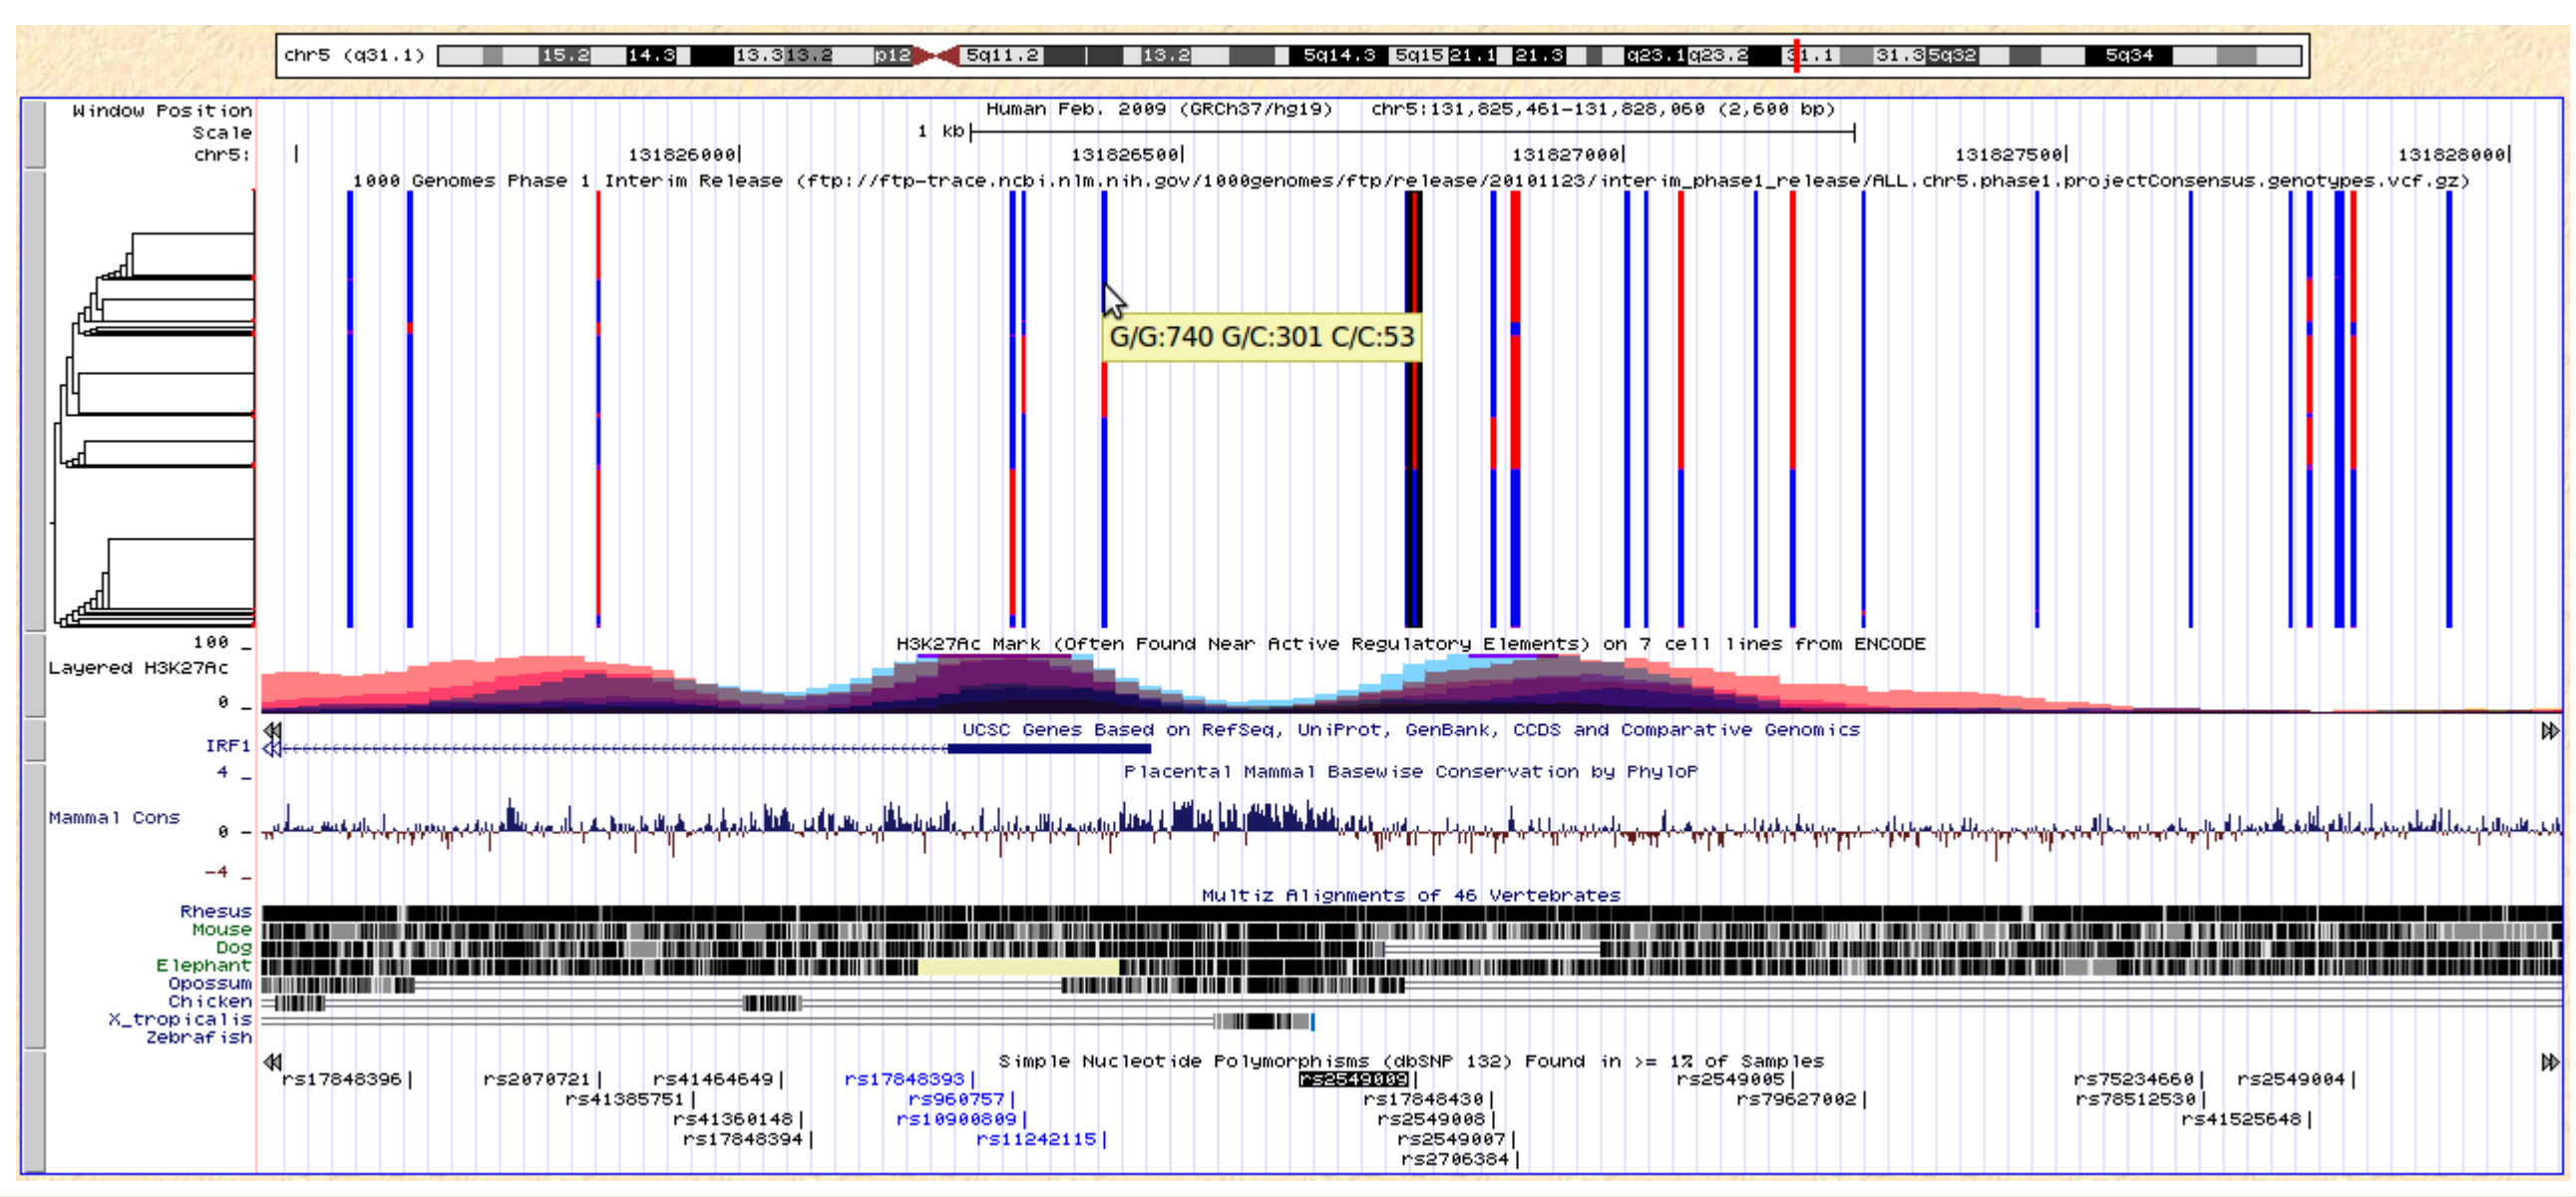 chr5 (q31.1) 15.2 14.3 13.3 13.2 p12 5q11.2 13.2 5q14.3 5q15 21.1 21.3 q23.1 q23.2 31.1 31.3 5q32 5q34
Window Position Human Feb. 2009 (GRCh37/hg19) chr5:131,825,461-131,828,060 (2,600 bp)
Scale 1 kb
chr5: 131826000 131826500 131827000 131827500 131828000
1000 Genomes Phase 1 Interim Release (ftp://ftp-trace.ncbi.nlm.nih.gov/1000genomes/ftp/release/20101123/interim_phase1_release/ALL.chr5.phase1.projectConsensus.genotypes.vcf.gz)
G/G:740 G/C:301 C/C:53
H3K27Ac Mark (Often Found Near Active Regulatory Elements) on 7 cell lines from ENCODE
100
Layered H3K27Ac
0
UCSC Genes Based on RefSeq, UniProt, GenBank, CCDS and Comparative Genomics
IRF1
Placental Mammal Basewise Conservation by PhyloP
4
Mammal Cons
0
-4
Multiz Alignments of 46 Vertebrates
Rhesus
Mouse
Dog
Elephant
Opossum
Chicken
X_tropicalis
Zebrafish
Simple Nucleotide Polymorphisms (dbSNP 132) Found in >= 1% of Samples
rs17848396 rs2070721 rs41464649 rs17848393 rs2549009 rs2549005 rs75234660 rs2549004
rs41385751 rs960757 rs17848430 rs79627002 rs78512530
rs41360148 rs10900809 rs2549008 rs41525648
rs17848394 rs11242115 rs2549007
rs2706384